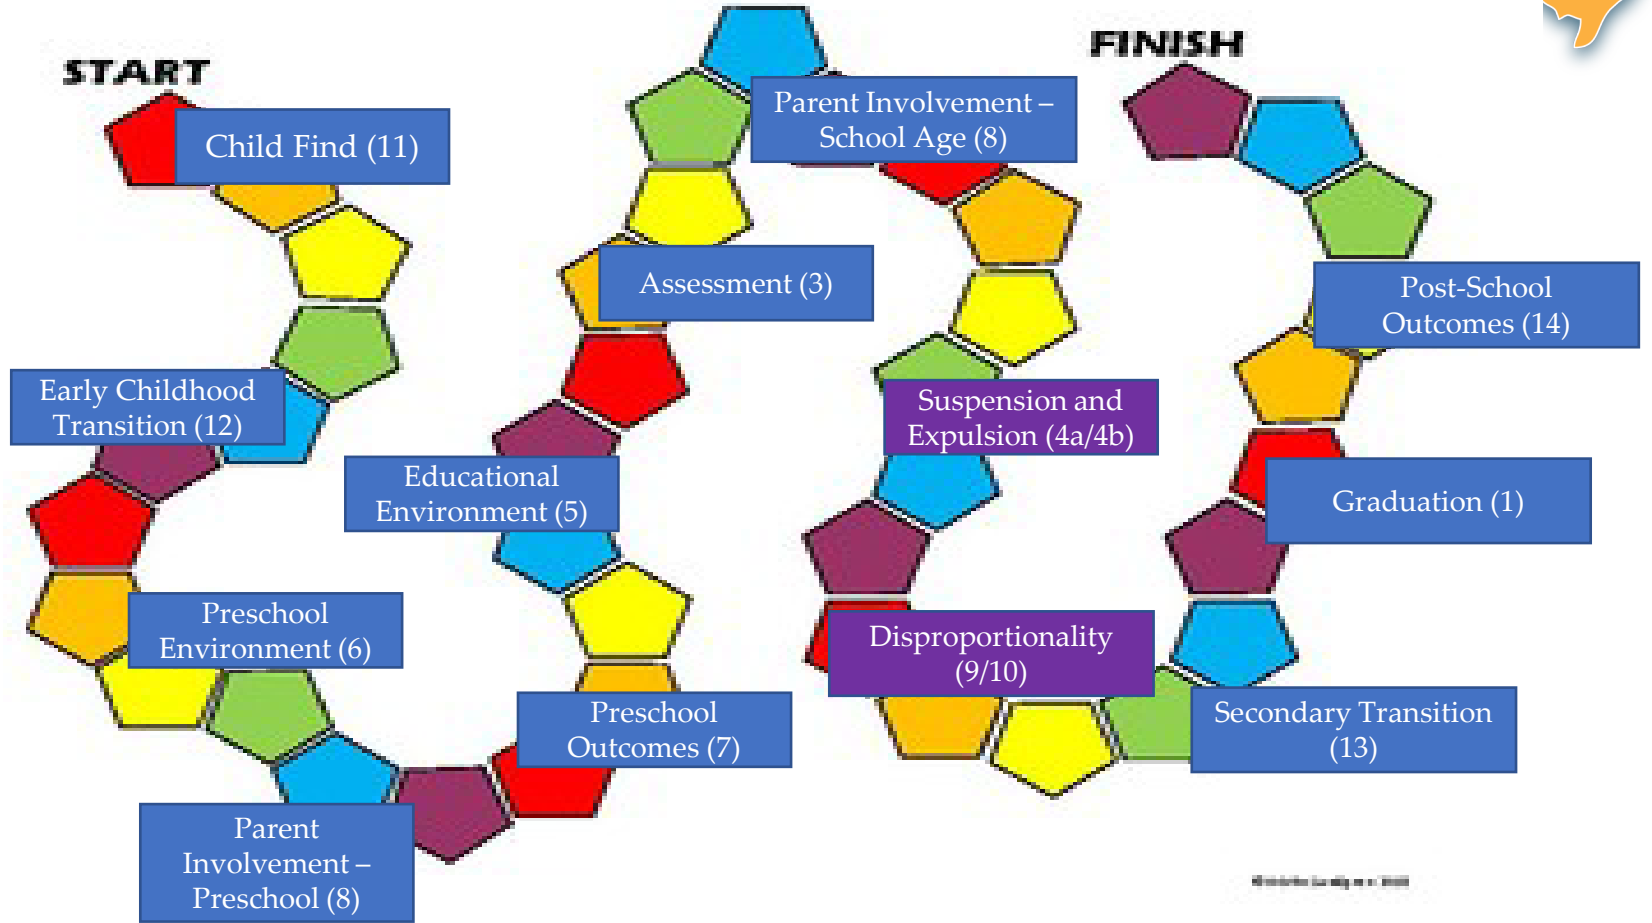 START
Child Find (11)
Early Childhood
Transition (12)
Preschool
Environment (6)
Parent
Involvement –
Preschool (8)
Preschool
Outcomes (7)
Educational
Environment (5)
Assessment (3)
Parent Involvement –
School Age (8)
Suspension and
Expulsion (4a/4b)
Disproportionality
(9/10)
Secondary Transition
(13)
Graduation (1)
Post-School
Outcomes (14)
FINISH